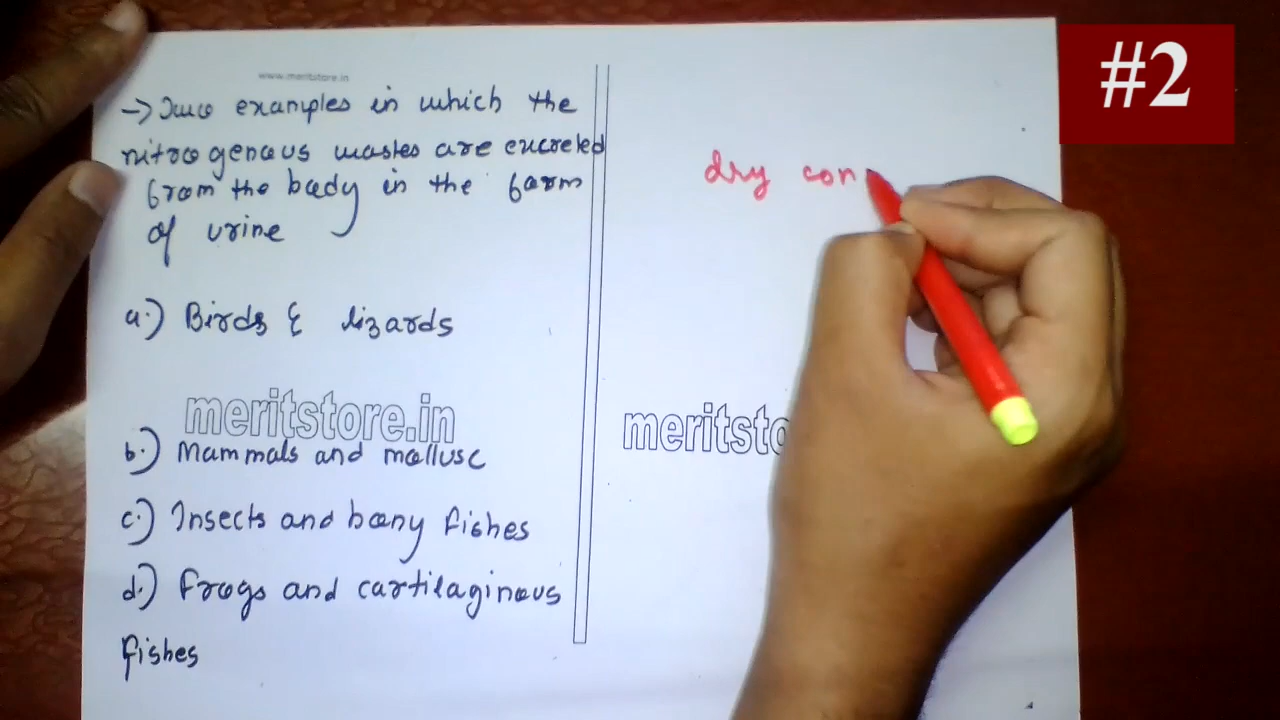 #2
www.meritstore.in
→ Two examples in which the
nitrogenous wastes are excreted
from the body in the form
of urine
a.) Birds & lizards
meritstore.in
b.) Mammals and mollusc
c.) Insects and bony fishes
d.) Frogs and cartilaginous
fishes
dry con
meritsto